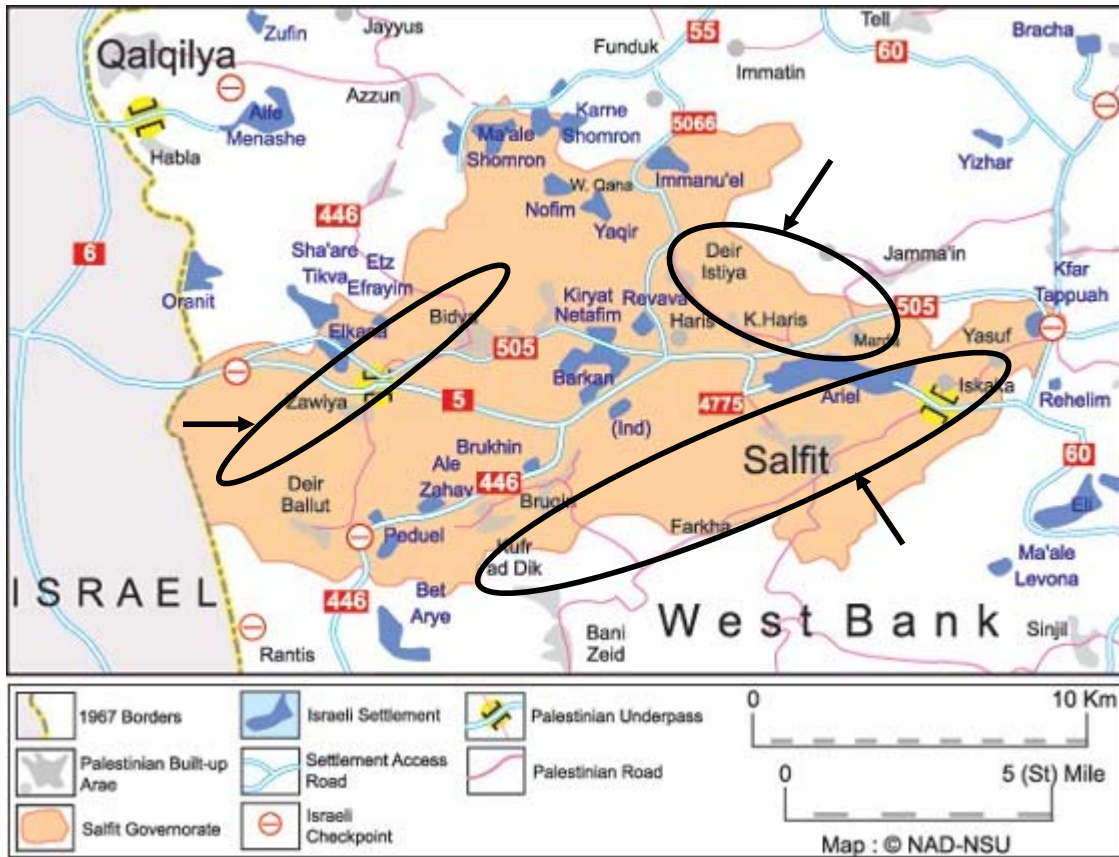 Zufin
Jayyus
Qalqilya
Funduk
55
Tell
60
Bracha
Immatin
Azzun
Alfe
Menashe
Habla
Karne
Shomron
Ma'ale
Shomron
5066
Yizhar
Immanu'el
W. Qana
Nofim
Yaqir
446
6
Sha'are
Tikva
Etz
Efrayim
Oranit
Deir
Istiya
Jamma'in
Kfar
Tappuah
Kiryat
Netafim
Revava
Bidya
Elkana
Haris
K.Haris
505
505
Marda
Yasuf
Barkan
Zawiya
5
4775
Ariel
Iskaka
Rehelim
(Ind)
Brukhin
Ale
Zahav
446
Salfit
60
Deir
Ballut
Bruqin
Eli
Peduel
Farkha
Kufr
ad Dik
Ma'ale
Levona
ISRAEL
446
Bet
Arye
West Bank
Rantis
Bani
Zeid
Sinjil
1967 Borders
Israeli Settlement
Palestinian Underpass
Palestinian Built-up
Arae
Settlement Access
Road
Palestinian Road
Salfit Governorate
Israeli
Checkpoint
0 10 Km
0 5 (St) Mile
Map : © NAD-NSU